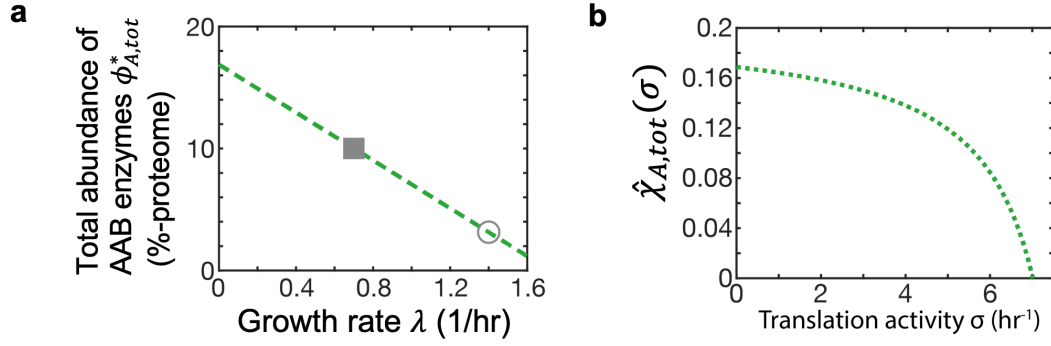 a
Total abundance of
AAB enzymes ϕ*A,tot
(%-proteome)
20
10
0
0 0.4 0.8 1.2 1.6
Growth rate λ (1/hr)
b
χ̂A,tot(σ)
0.2
0.16
0.12
0.08
0.04
0
0 2 4 6
Translation activity σ (hr-1)